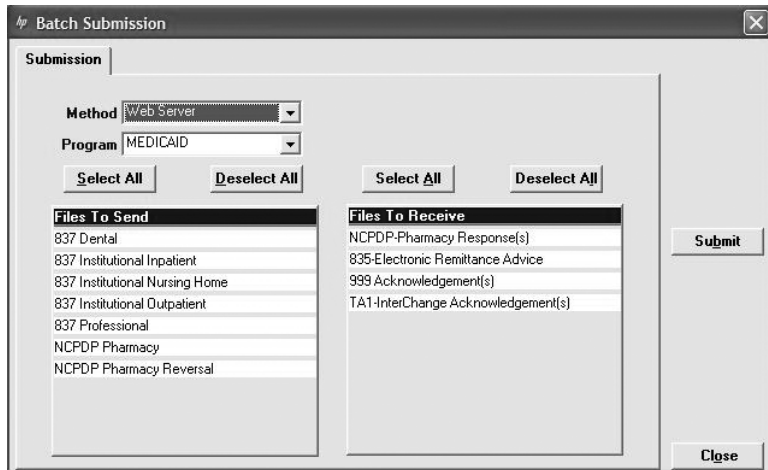 hp Batch Submission
Submission
Method Web Server
Program MEDICAID
Select All Deselect All Select All Deselect All
Files To Send
837 Dental
837 Institutional Inpatient
837 Institutional Nursing Home
837 Institutional Outpatient
837 Professional
NCPDP Pharmacy
NCPDP Pharmacy Reversal
Files To Receive
NCPDP-Pharmacy Response(s)
835-Electronic Remittance Advice
999 Acknowledgement(s)
TA1-InterChange Acknowledgement(s)
Submit
Close